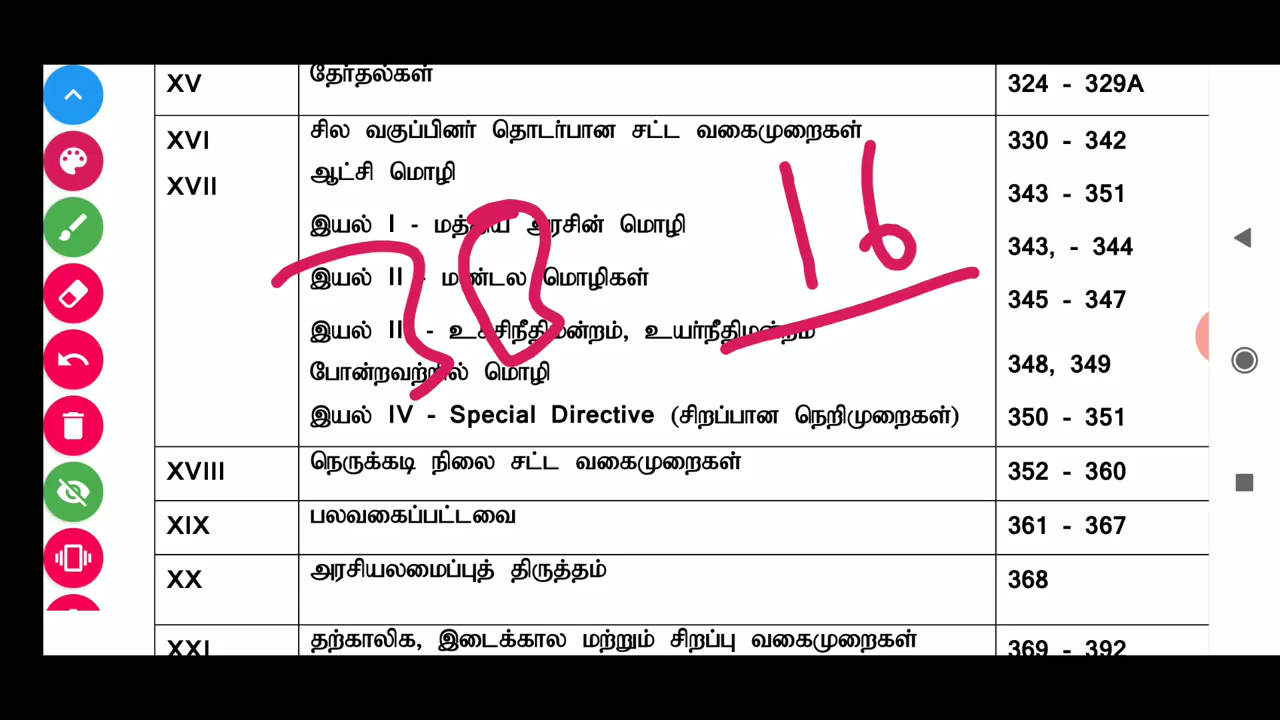 XV தேர்தல்கள் 324 - 329A
XVI சில வகுப்பினர் தொடர்பான சட்ட வகைமுறைகள் 330 - 342
XVII ஆட்சி மொழி 343 - 351
இயல் I - மத்திய அரசின் மொழி 343, - 344
இயல் II - மண்டல மொழிகள் 345 - 347
இயல் III - உச்சிநீதிமன்றம், உயர்நீதிமன்றம்
போன்றவற்றில் மொழி 348, 349
இயல் IV - Special Directive (சிறப்பான நெறிமுறைகள்) 350 - 351
XVIII நெருக்கடி நிலை சட்ட வகைமுறைகள் 352 - 360
XIX பலவகைப்பட்டவை 361 - 367
XX அரசியலமைப்புத் திருத்தம் 368
XXI தற்காலிக, இடைக்கால மற்றும் சிறப்பு வகைமுறைகள் 369 - 392
16